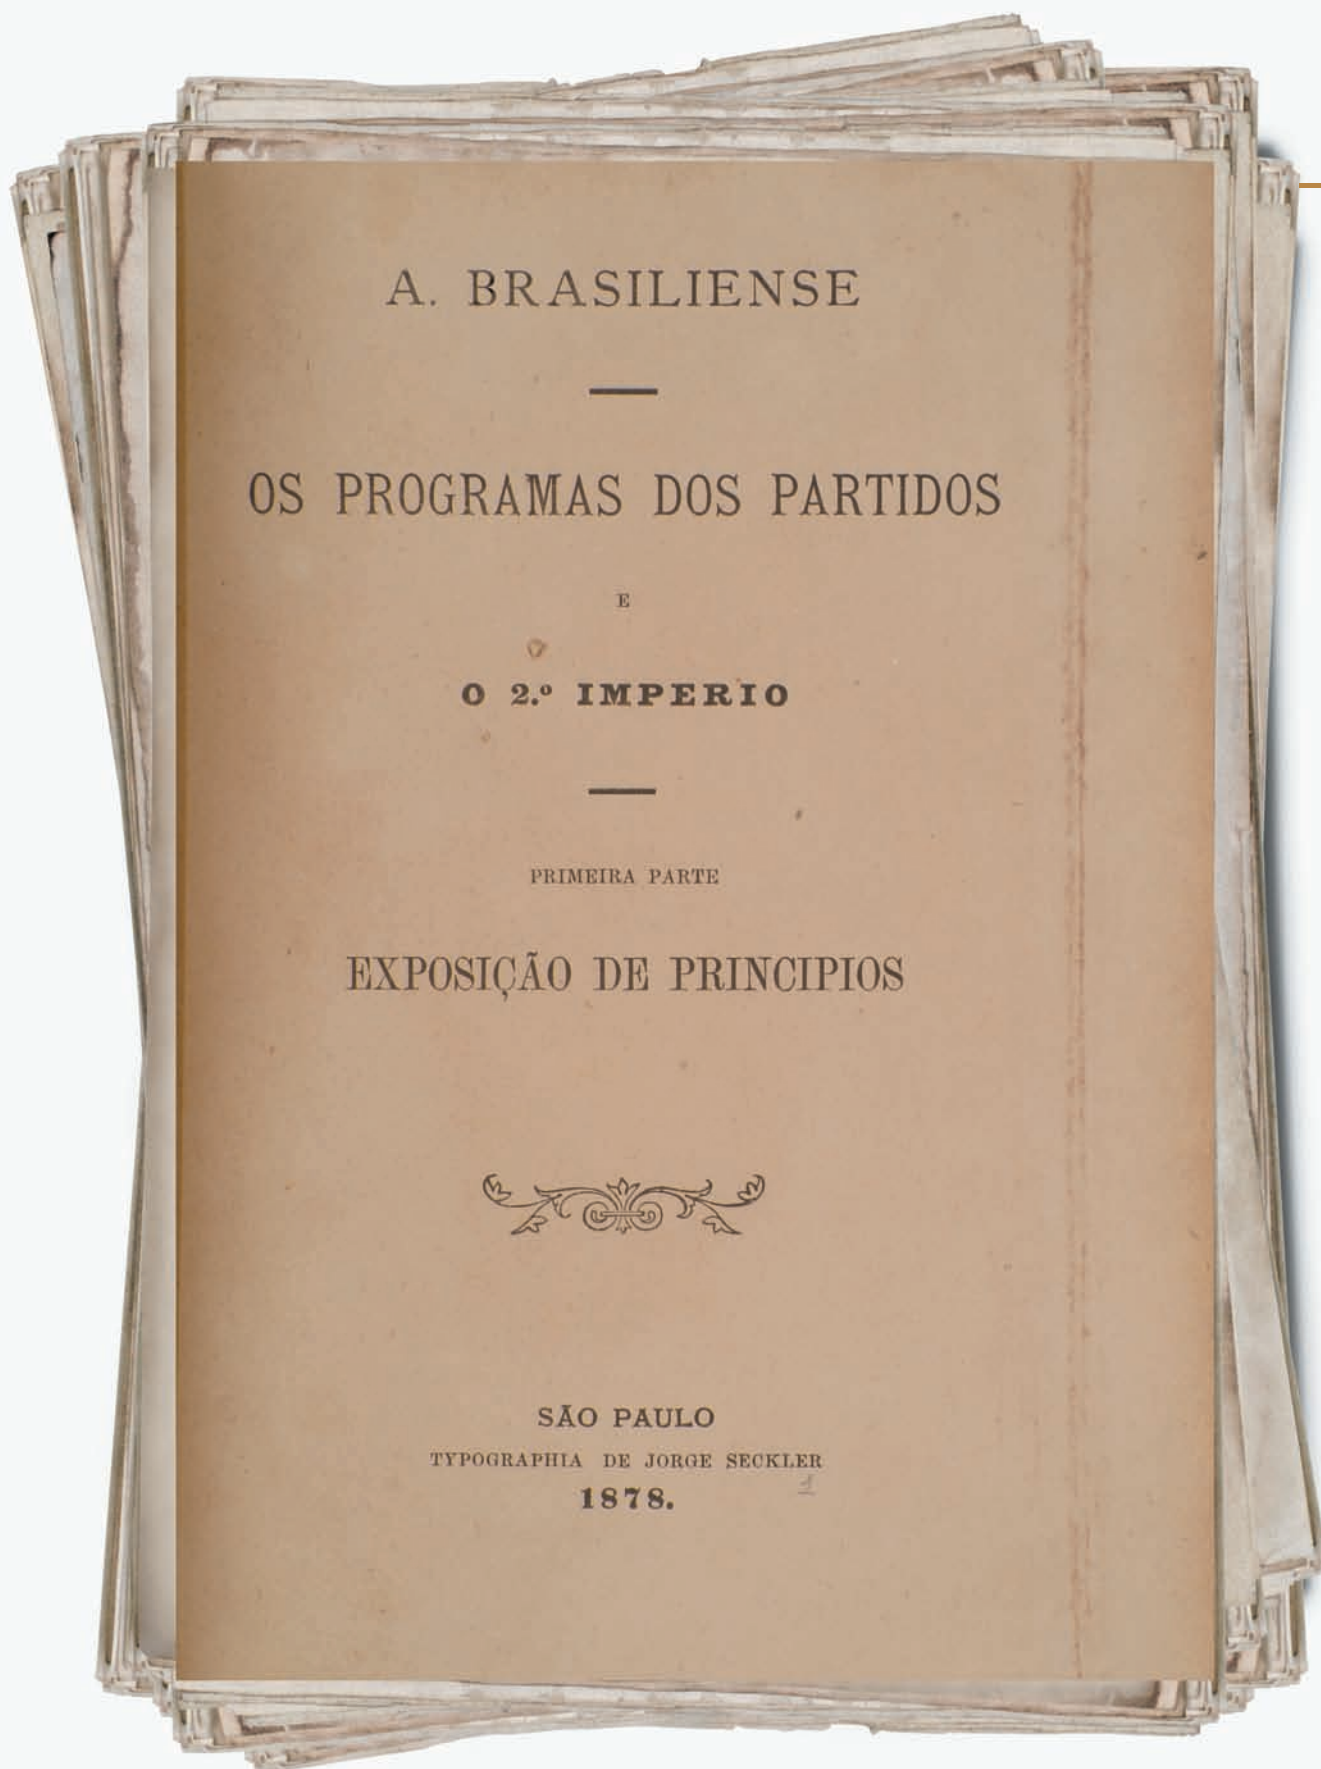 A. BRASILIENSE
OS PROGRAMAS DOS PARTIDOS
E
O 2.º IMPERIO
PRIMEIRA PARTE
EXPOSIÇÃO DE PRINCIPIOS
SÃO PAULO
TYPOGRAPHIA DE JORGE SECKLER
1878.